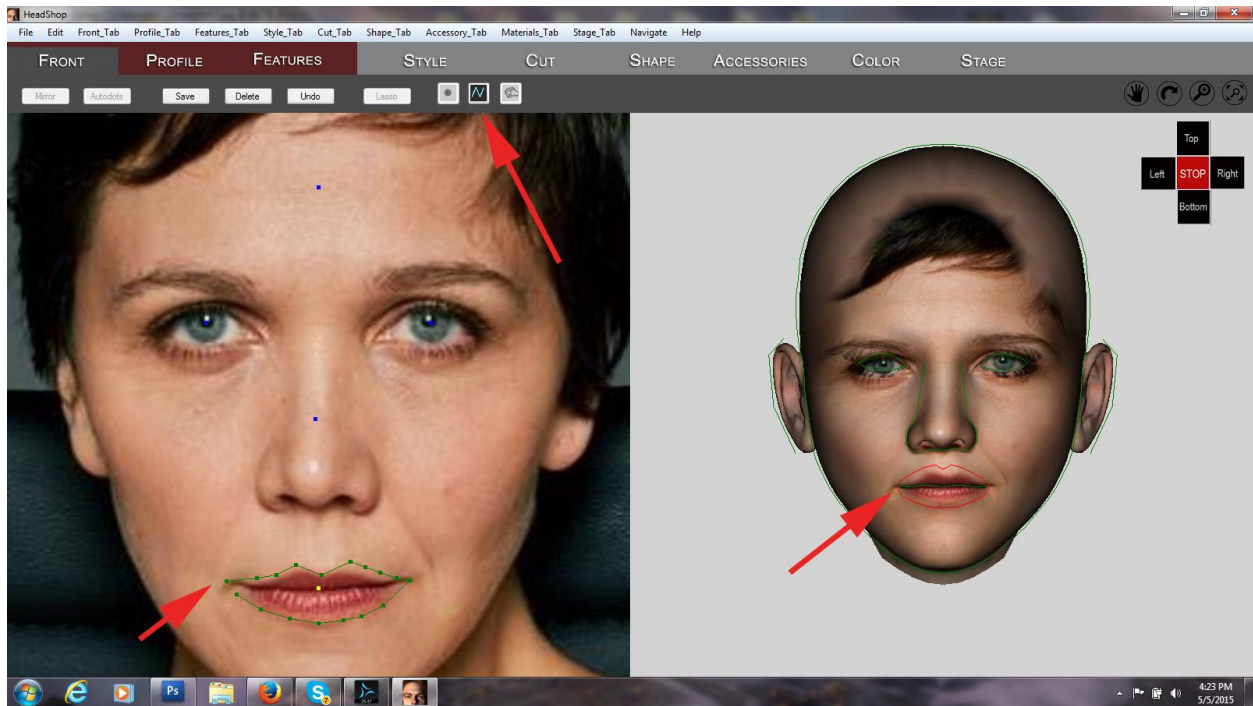 HeadShop
File Edit Front_Tab Profile_Tab Features_Tab Style_Tab Cut_Tab Shape_Tab Accessory_Tab Materials_Tab Stage_Tab Navigate Help
FRONT PROFILE FEATURES STYLE CUT SHAPE ACCESSORIES COLOR STAGE
Mirror Autodots Save Delete Undo Lasso
Top
Left STOP Right
Bottom
Ps
4:23 PM
5/5/2015